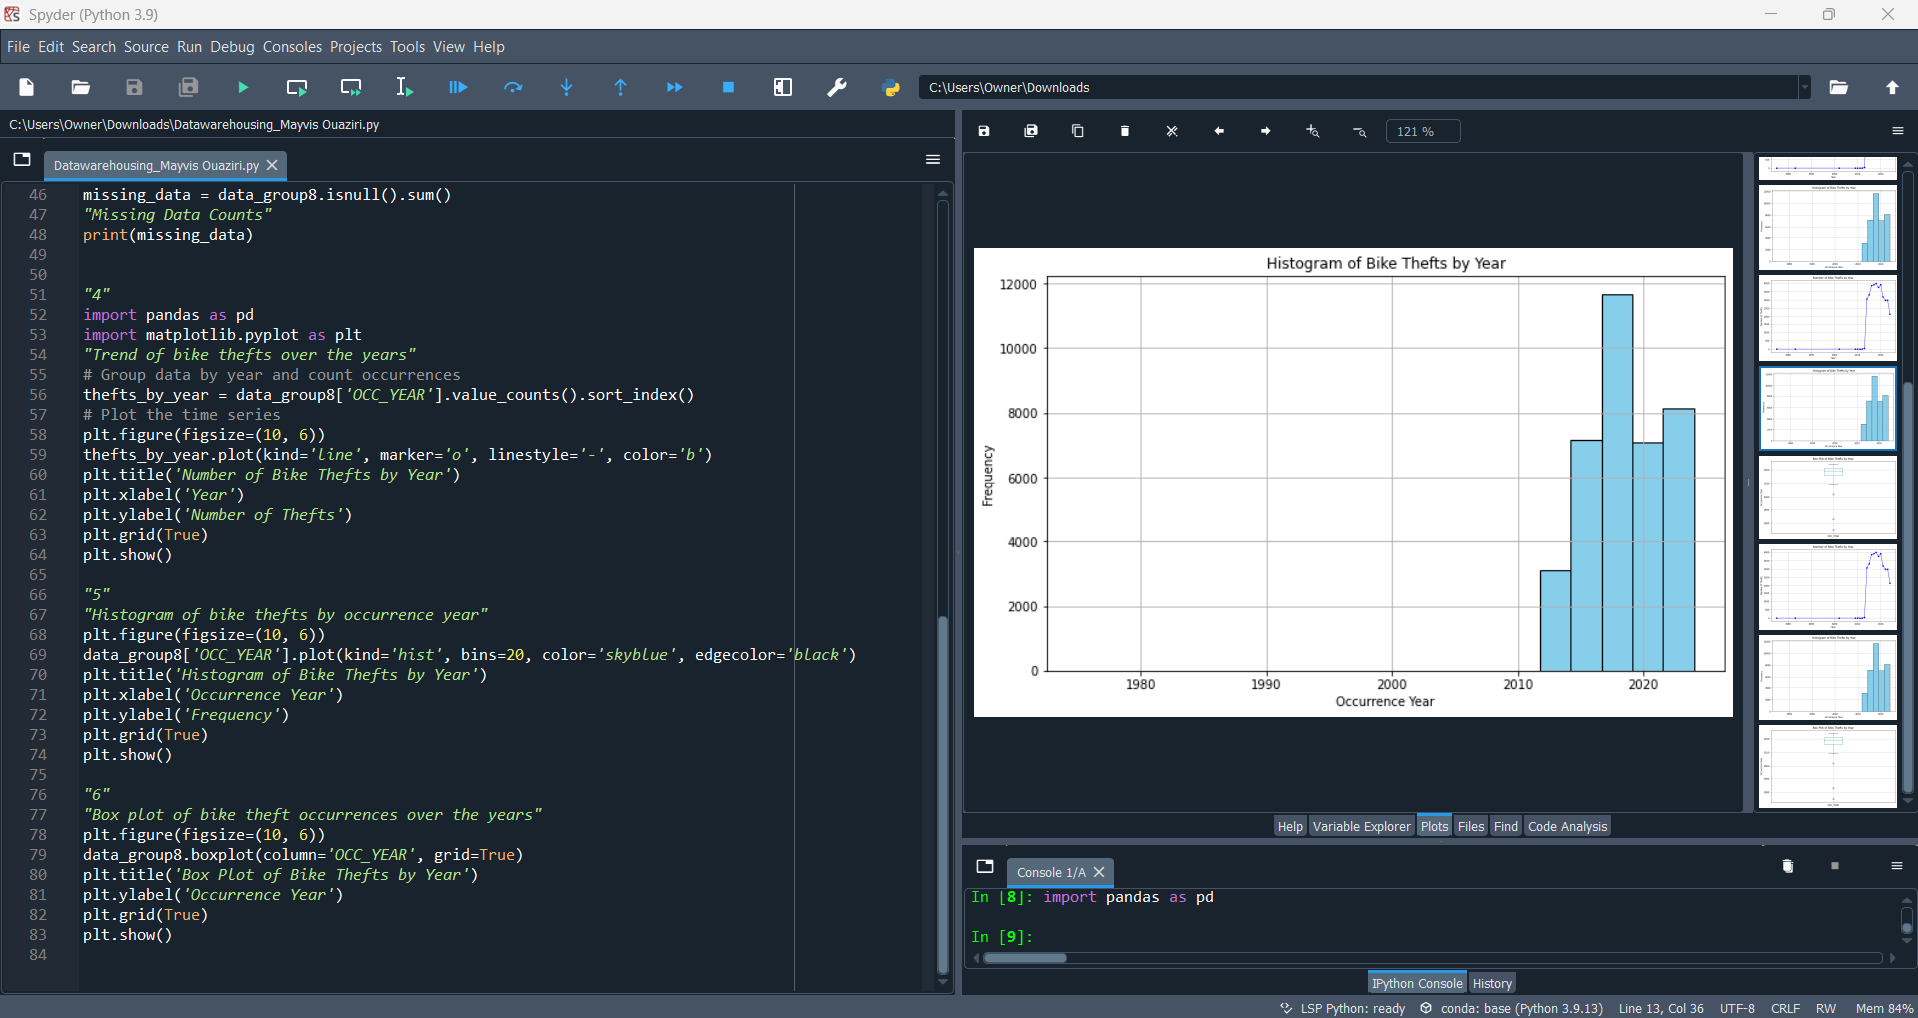 Spyder (Python 3.9)
File Edit Search Source Run Debug Consoles Projects Tools View Help
C:\Users\Owner\Downloads
C:\Users\Owner\Downloads\Datawarehousing_Mayvis Ouaziri.py
121 %
Datawarehousing_Mayvis Ouaziri.py
46 missing_data = data_group8.isnull().sum()
47 "Missing Data Counts"
48 print(missing_data)
49
50
51 "4"
52 import pandas as pd
53 import matplotlib.pyplot as plt
54 "Trend of bike thefts over the years"
55 # Group data by year and count occurrences
56 thefts_by_year = data_group8['OCC_YEAR'].value_counts().sort_index()
57 # Plot the time series
58 plt.figure(figsize=(10, 6))
59 thefts_by_year.plot(kind='line', marker='o', linestyle='-', color='b')
60 plt.title('Number of Bike Thefts by Year')
61 plt.xlabel('Year')
62 plt.ylabel('Number of Thefts')
63 plt.grid(True)
64 plt.show()
65
66 "5"
67 "Histogram of bike thefts by occurrence year"
68 plt.figure(figsize=(10, 6))
69 data_group8['OCC_YEAR'].plot(kind='hist', bins=20, color='skyblue', edgecolor='black')
70 plt.title('Histogram of Bike Thefts by Year')
71 plt.xlabel('Occurrence Year')
72 plt.ylabel('Frequency')
73 plt.grid(True)
74 plt.show()
75
76 "6"
77 "Box plot of bike theft occurrences over the years"
78 plt.figure(figsize=(10, 6))
79 data_group8.boxplot(column='OCC_YEAR', grid=True)
80 plt.title('Box Plot of Bike Thefts by Year')
81 plt.ylabel('Occurrence Year')
82 plt.grid(True)
83 plt.show()
84
Histogram of Bike Thefts by Year
12000
10000
8000
6000
4000
2000
0
Frequency
1980 1990 2000 2010 2020
Occurrence Year
Help Variable Explorer Plots Files Find Code Analysis
Console 1/A
In [8]: import pandas as pd
In [9]:
IPython Console History
LSP Python: ready conda: base (Python 3.9.13) Line 13, Col 36 UTF-8 CRLF RW Mem 84%